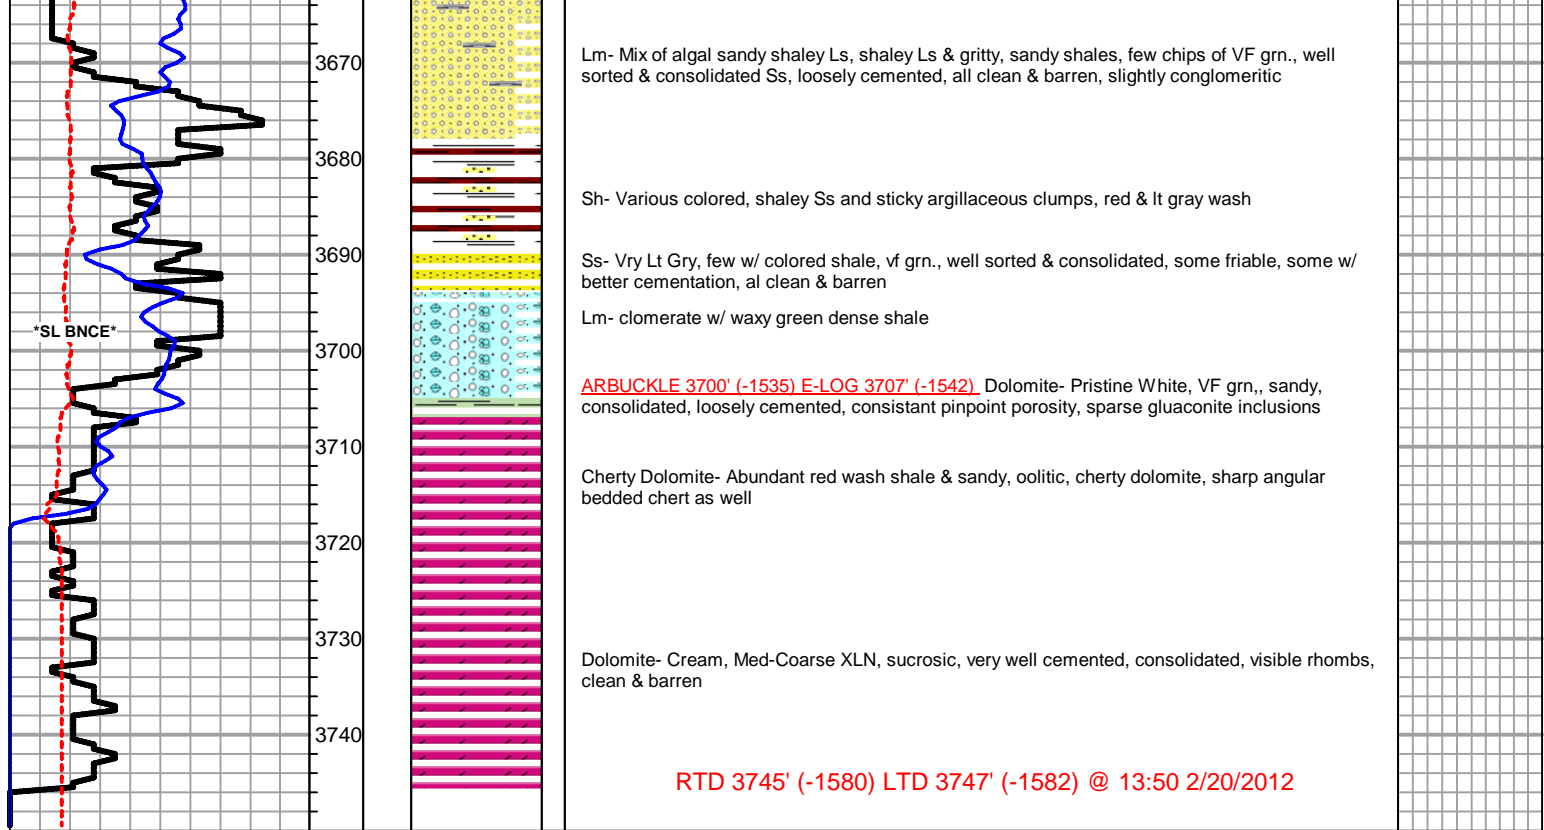 3670
3680
3690
*SL BNCE*
3700
3710
3720
3730
3740
Lm- Mix of algal sandy shaley Ls, shaley Ls & gritty, sandy shales, few chips of VF grn., well
sorted & consolidated Ss, loosely cemented, all clean & barren, slightly conglomeritic
Sh- Various colored, shaley Ss and sticky argillaceous clumps, red & lt gray wash
Ss- Vry Lt Gry, few w/ colored shale, vf grn., well sorted & consolidated, some friable, some w/
better cementation, al clean & barren
Lm- clomerate w/ waxy green dense shale
ARBUCKLE 3700' (-1535) E-LOG 3707' (-1542) Dolomite- Pristine White, VF grn,, sandy,
consolidated, loosely cemented, consistant pinpoint porosity, sparse gluaconite inclusions
Cherty Dolomite- Abundant red wash shale & sandy, oolitic, cherty dolomite, sharp angular
bedded chert as well
Dolomite- Cream, Med-Coarse XLN, sucrosic, very well cemented, consolidated, visible rhombs,
clean & barren
RTD 3745' (-1580) LTD 3747' (-1582) @ 13:50 2/20/2012